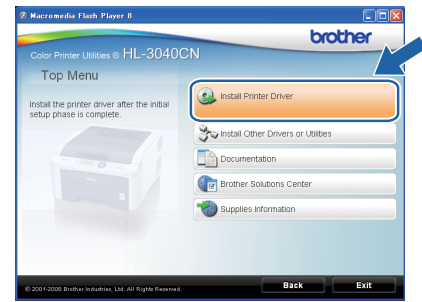 Macromedia Flash Player 8
brother
Color Printer Utilities © HL-3040CN
Top Menu
Install the printer driver after the initial
setup phase is complete.
Install Printer Driver
Install Other Drivers or Utilities
Documentation
Brother Solutions Center
Supplies Information
© 2001-2008 Brother Industries, Ltd. All Rights Reserved.
Back
Exit